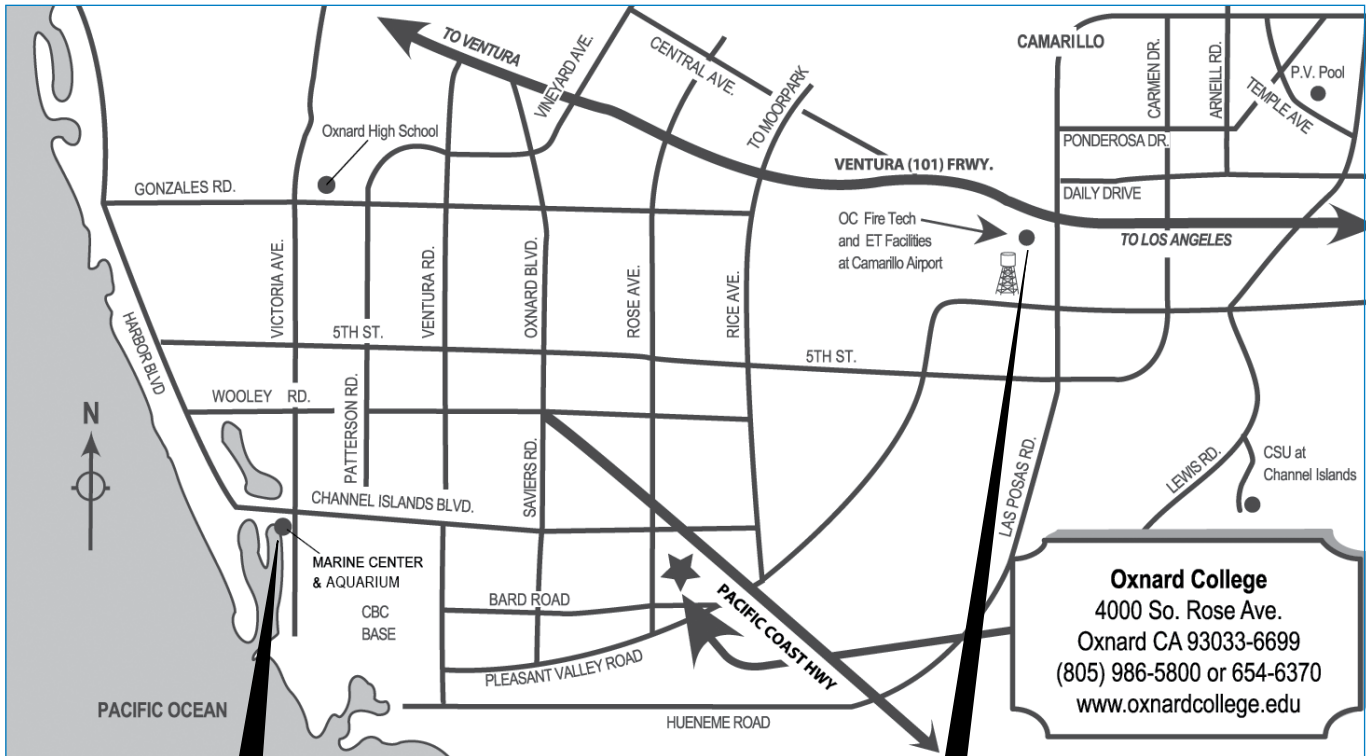 TO VENTURA
VINEYARD AVE.
CENTRAL AVE.
TO MOORPARK
CAMARILLO
CARMEN DR.
ARNEILL RD.
P.V. Pool
TEMPLE AVE
Oxnard High School
PONDEROSA DR.
VENTURA (101) FRWY.
GONZALES RD.
DAILY DRIVE
OC Fire Tech
and ET Facilities
at Camarillo Airport
TO LOS ANGELES
VICTORIA AVE.
VENTURA RD.
OXNARD BLVD.
ROSE AVE.
RICE AVE.
HARBOR BLVD
5TH ST.
5TH ST.
WOOLEY RD.
PATTERSON RD.
N
SAVIERS RD.
LAS POSAS RD.
LEWIS RD.
CSU at
Channel Islands
CHANNEL ISLANDS BLVD.
MARINE CENTER
& AQUARIUM
BARD ROAD
CBC
BASE
PACIFIC COAST HWY
PLEASANT VALLEY ROAD
PACIFIC OCEAN
HUENEME ROAD
Oxnard College
4000 So. Rose Ave.
Oxnard CA 93033-6699
(805) 986-5800 or 654-6370
www.oxnardcollege.edu